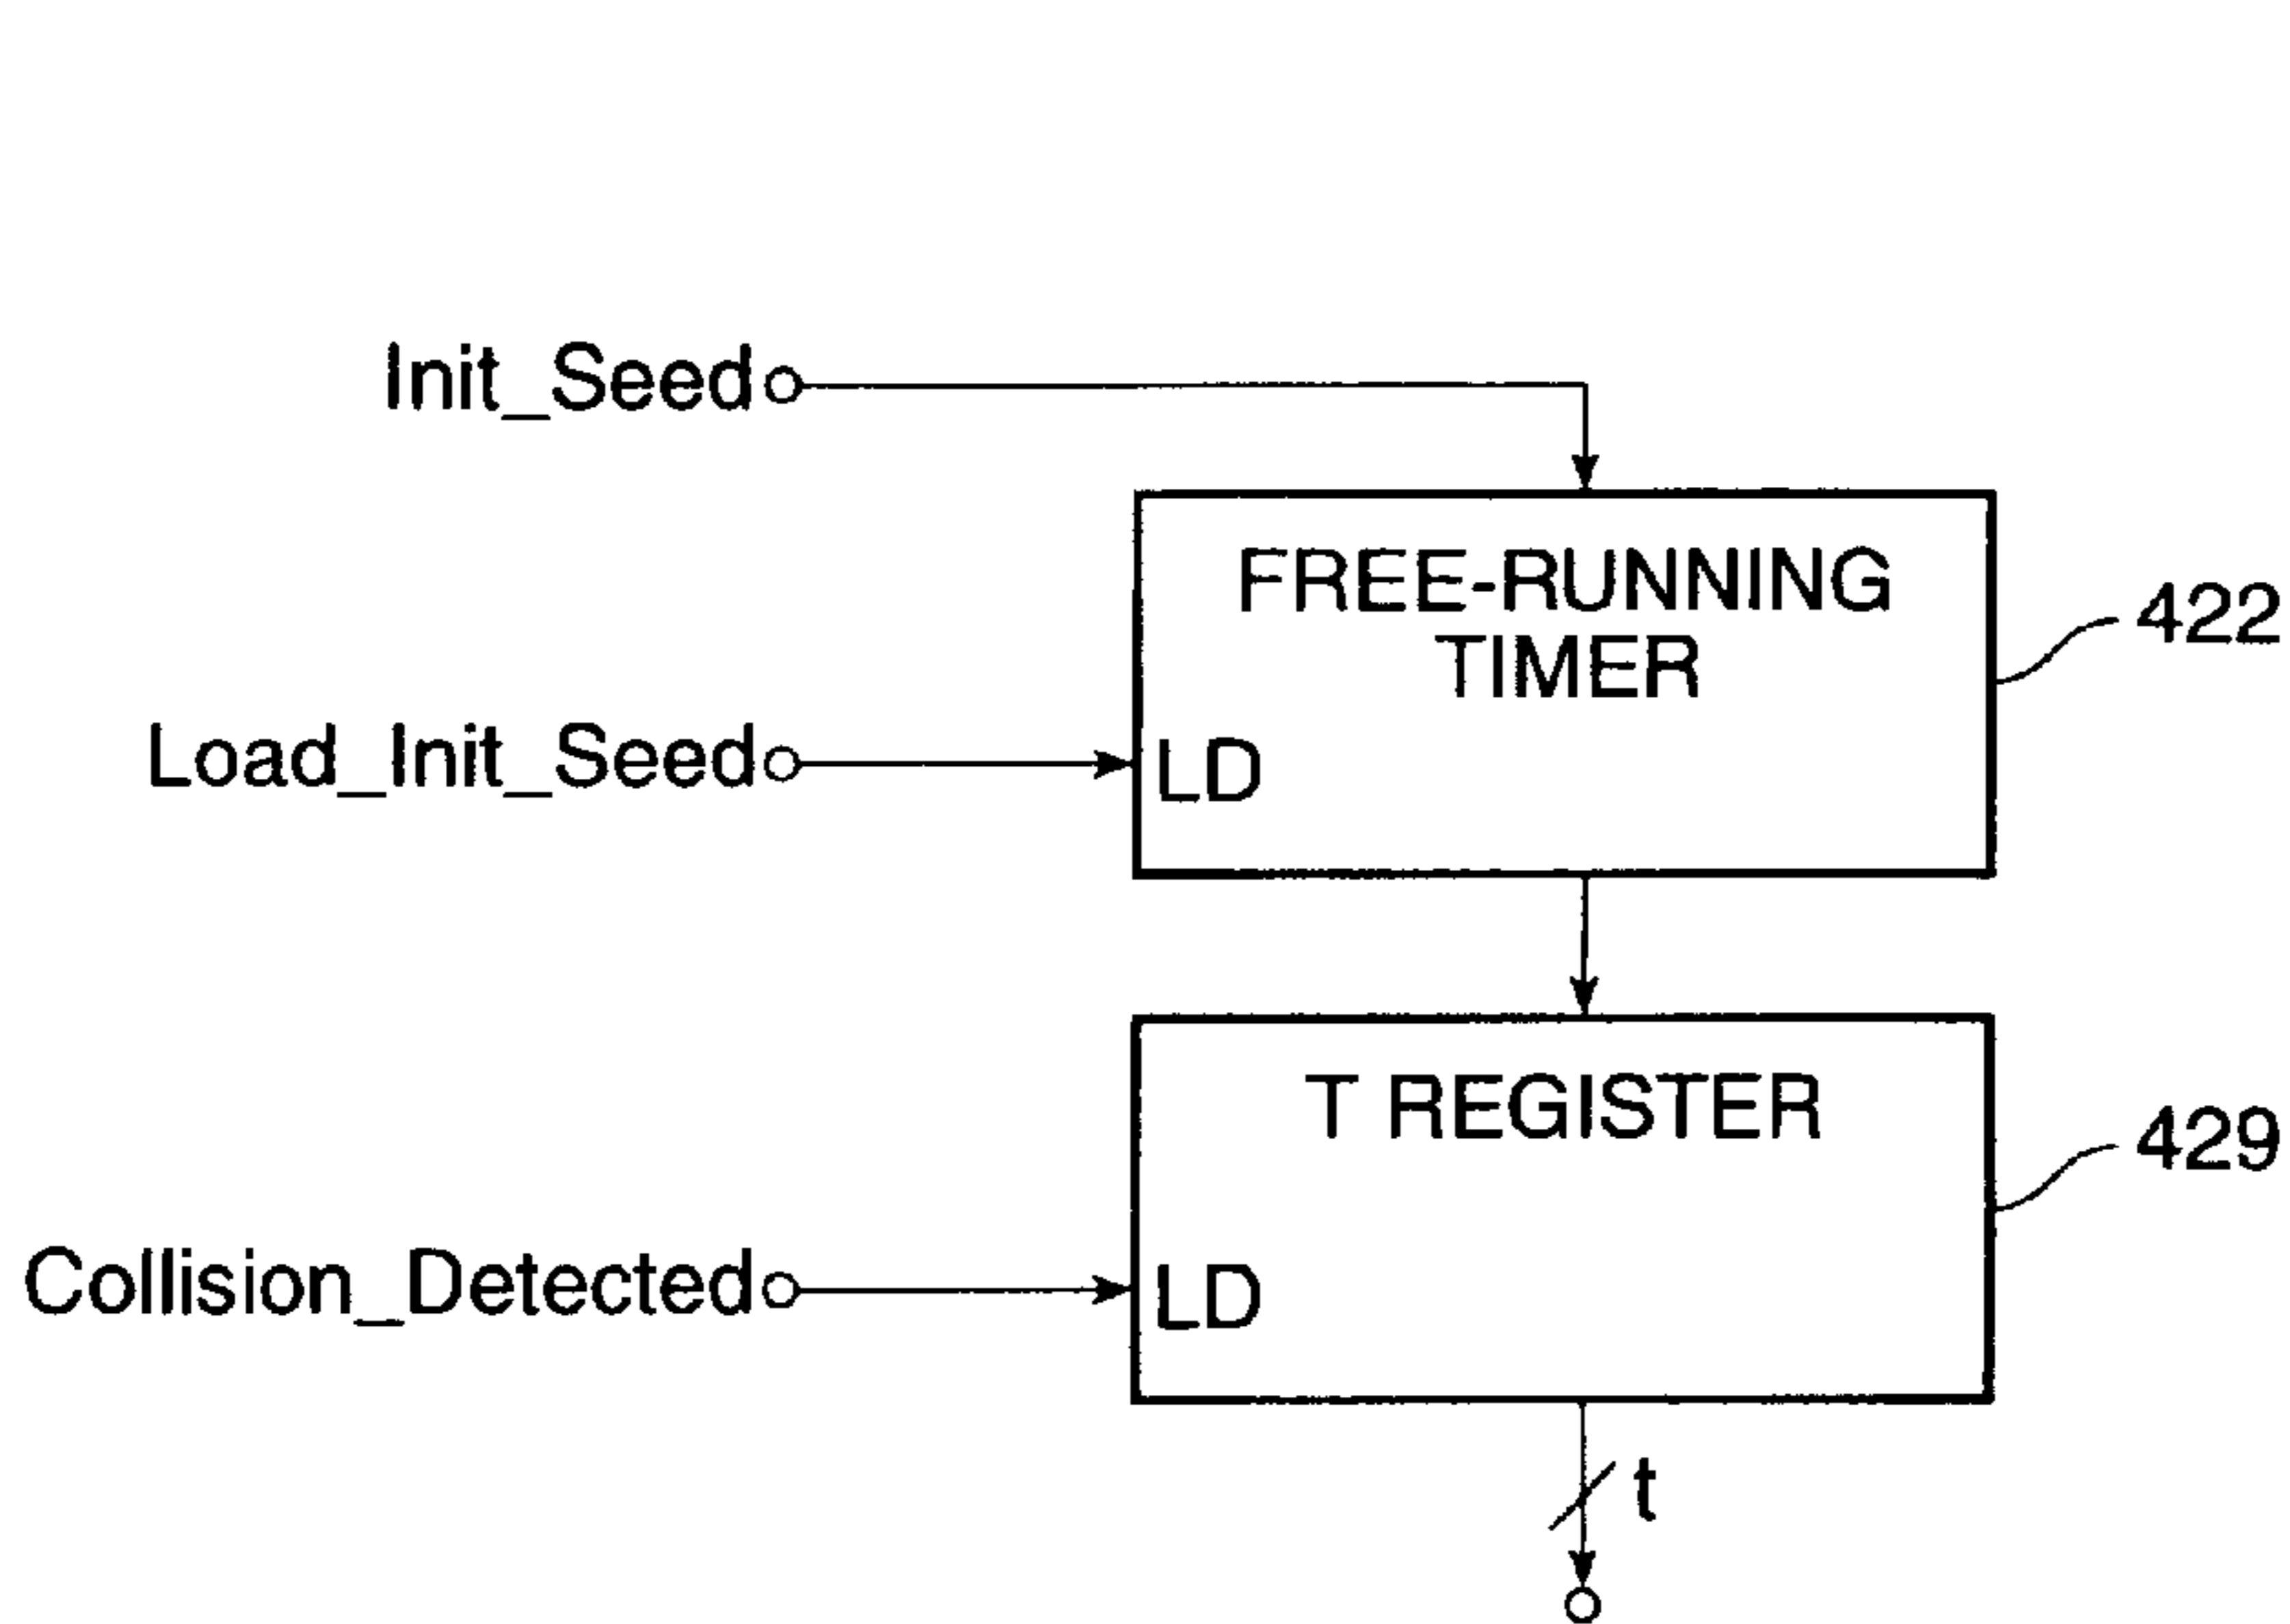 Init_Seed
FREE-RUNNING
TIMER
422
Load_Init_Seed
LD
T REGISTER
429
Collision_Detected
LD
t